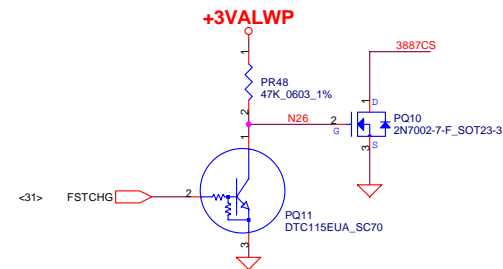 +3VALWP
3887CS
1
PR48
47K_0603_1%
2
N26
2
G
1
D
PQ10
2N7002-7-F_SOT23-3
S
3
1
<31>
FSTCHG
2
PQ11
DTC115EUA_SC70
3